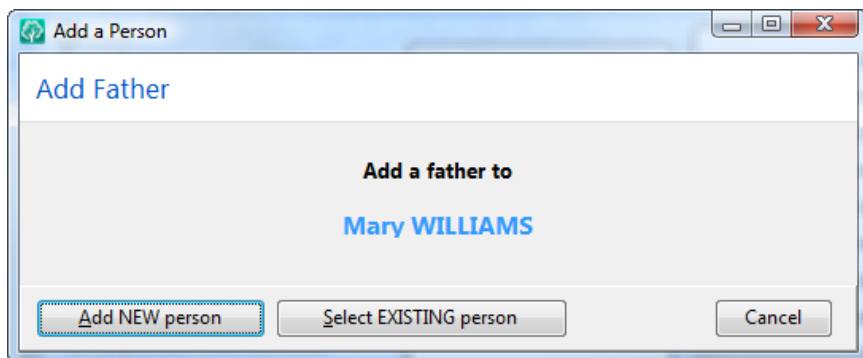 Add a Person
Add Father
Add a father to
Mary WILLIAMS
Add NEW person Select EXISTING person Cancel